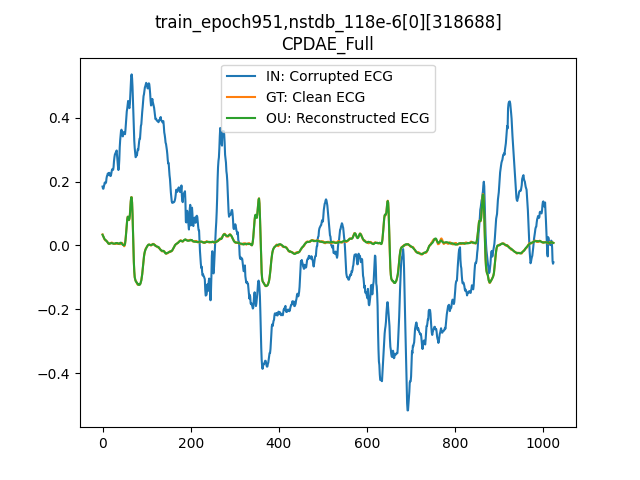 train_epoch951,nstdb_118e-6[0][318688]
CPDAE_Full
IN: Corrupted ECG
GT: Clean ECG
OU: Reconstructed ECG
0.4
0.2
0.0
−0.2
−0.4
0 200 400 600 800 1000